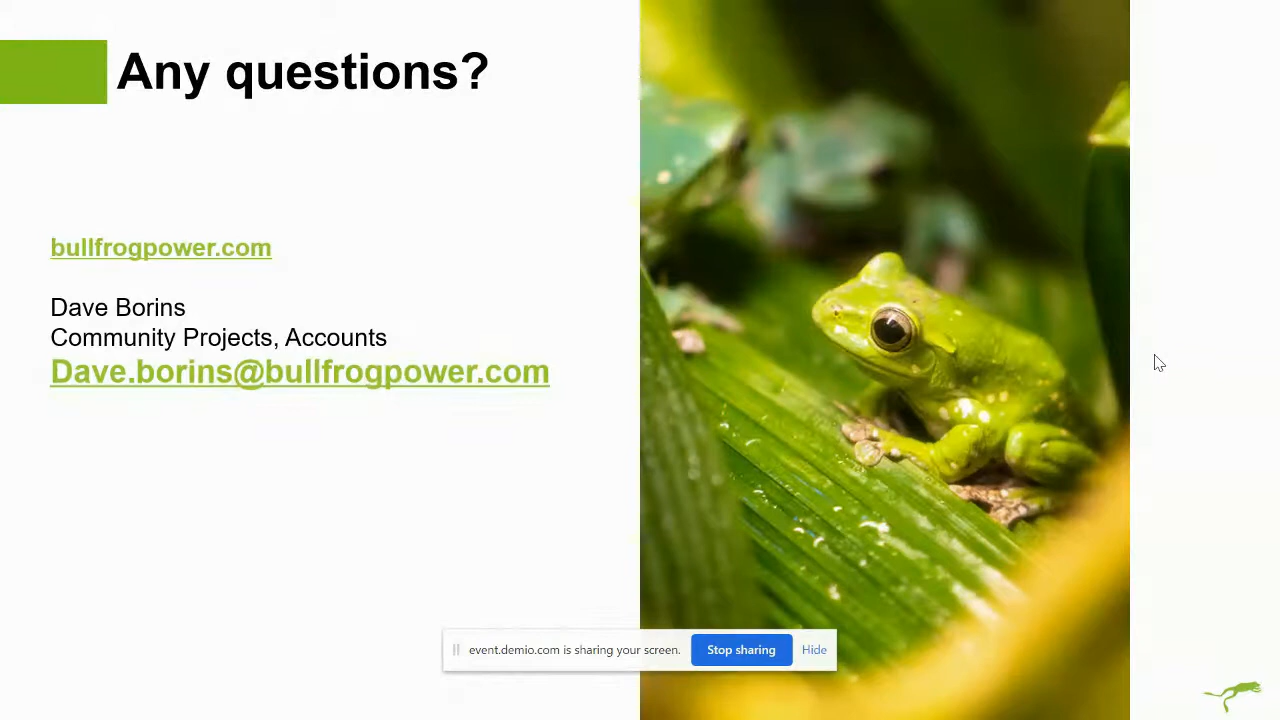 Any questions?
bullfrogpower.com
Dave Borins
Community Projects, Accounts
Dave.borins@bullfrogpower.com
event.demio.com is sharing your screen. Stop sharing Hide